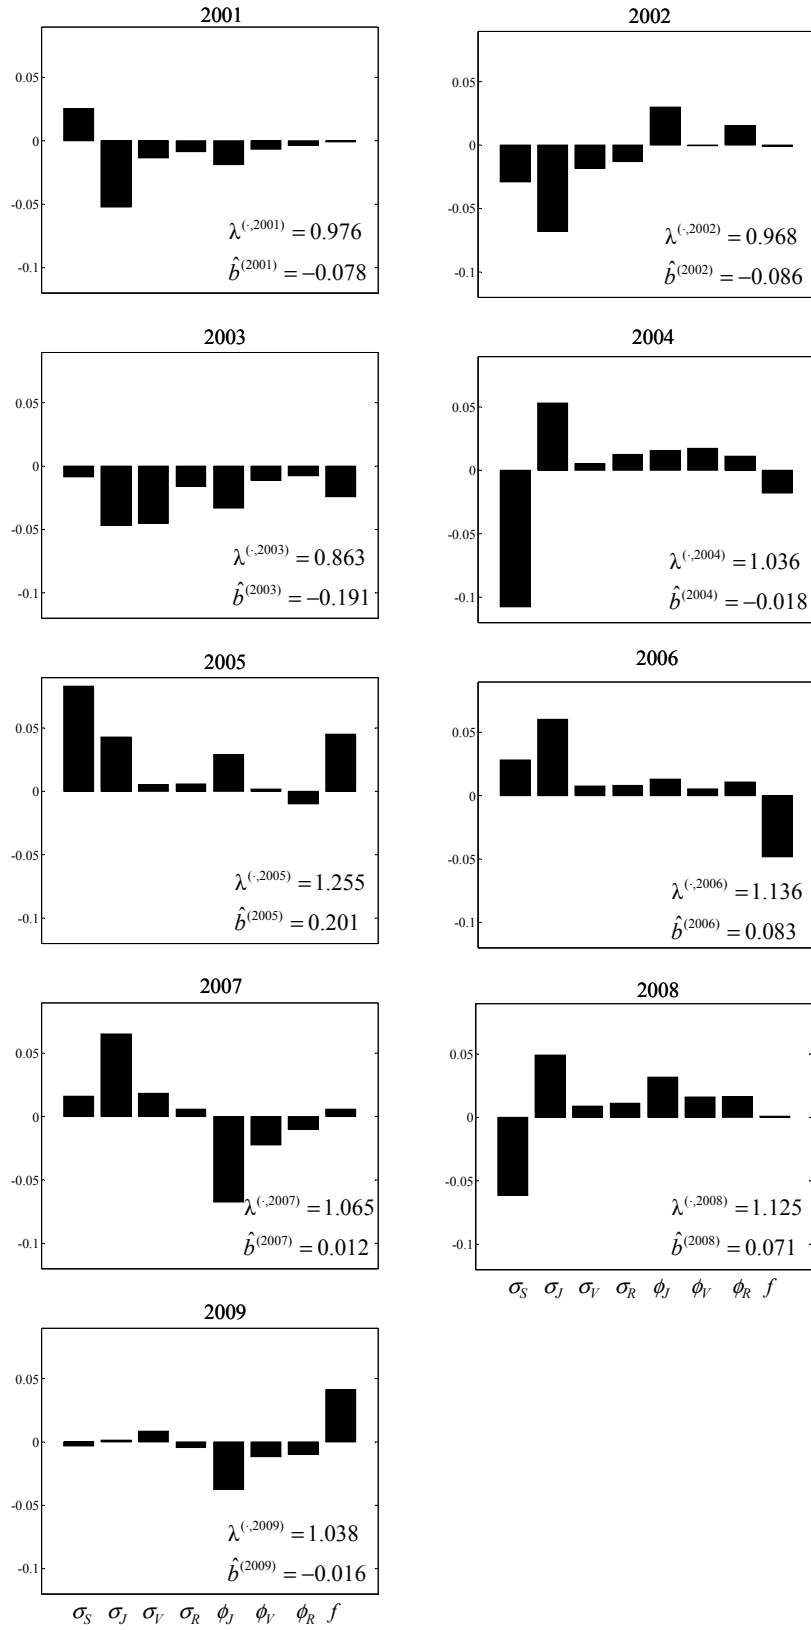 2001
0.05
0
-0.05
-0.1
λ^(·,2001) = 0.976
b̂^(2001) = −0.078
2002
0.05
0
-0.05
-0.1
λ^(·,2002) = 0.968
b̂^(2002) = −0.086
2003
0.05
0
-0.05
-0.1
λ^(·,2003) = 0.863
b̂^(2003) = −0.191
2004
0.05
0
-0.05
-0.1
λ^(·,2004) = 1.036
b̂^(2004) = −0.018
2005
0.05
0
-0.05
-0.1
λ^(·,2005) = 1.255
b̂^(2005) = 0.201
2006
0.05
0
-0.05
-0.1
λ^(·,2006) = 1.136
b̂^(2006) = 0.083
2007
0.05
0
-0.05
-0.1
λ^(·,2007) = 1.065
b̂^(2007) = 0.012
2008
0.05
0
-0.05
-0.1
λ^(·,2008) = 1.125
b̂^(2008) = 0.071
σ_S σ_J σ_V σ_R ϕ_J ϕ_V ϕ_R f
2009
0.05
0
-0.05
-0.1
λ^(·,2009) = 1.038
b̂^(2009) = −0.016
σ_S σ_J σ_V σ_R ϕ_J ϕ_V ϕ_R f